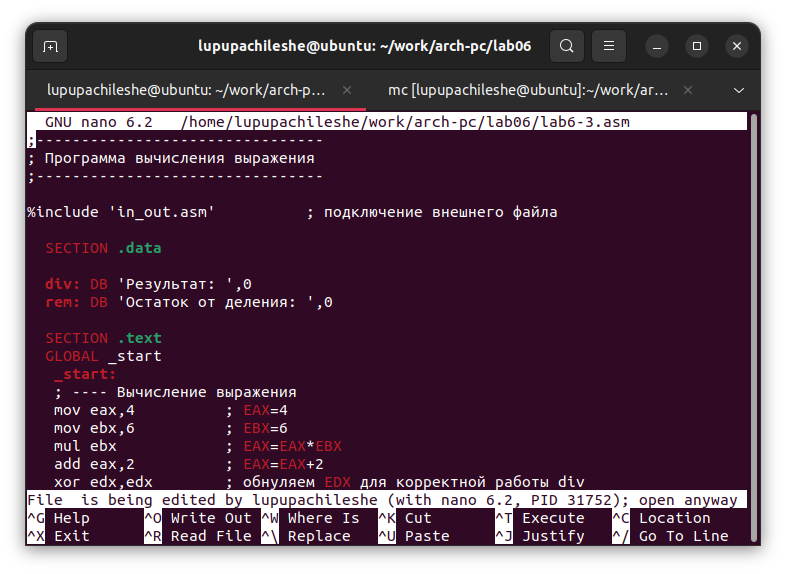 lupupachileshe@ubuntu: ~/work/arch-pc/lab06
lupupachileshe@ubuntu: ~/work/arch-p… × mc [lupupachileshe@ubuntu]:~/work/ar… ×
GNU nano 6.2 /home/lupupachileshe/work/arch-pc/lab06/lab6-3.asm
;--------------------------------
; Программа вычисления выражения
;--------------------------------
%include 'in_out.asm' ; подключение внешнего файла
SECTION .data
div: DB 'Результат: ',0
rem: DB 'Остаток от деления: ',0
SECTION .text
GLOBAL _start
_start:
; ---- Вычисление выражения
mov eax,4 ; EAX=4
mov ebx,6 ; EBX=6
mul ebx ; EAX=EAX*EBX
add eax,2 ; EAX=EAX+2
xor edx,edx ; обнуляем EDX для корректной работы div
File is being edited by lupupachileshe (with nano 6.2, PID 31752); open anyway
^G Help ^O Write Out ^W Where Is ^K Cut ^T Execute ^C Location
^X Exit ^R Read File ^\ Replace ^U Paste ^J Justify ^/ Go To Line